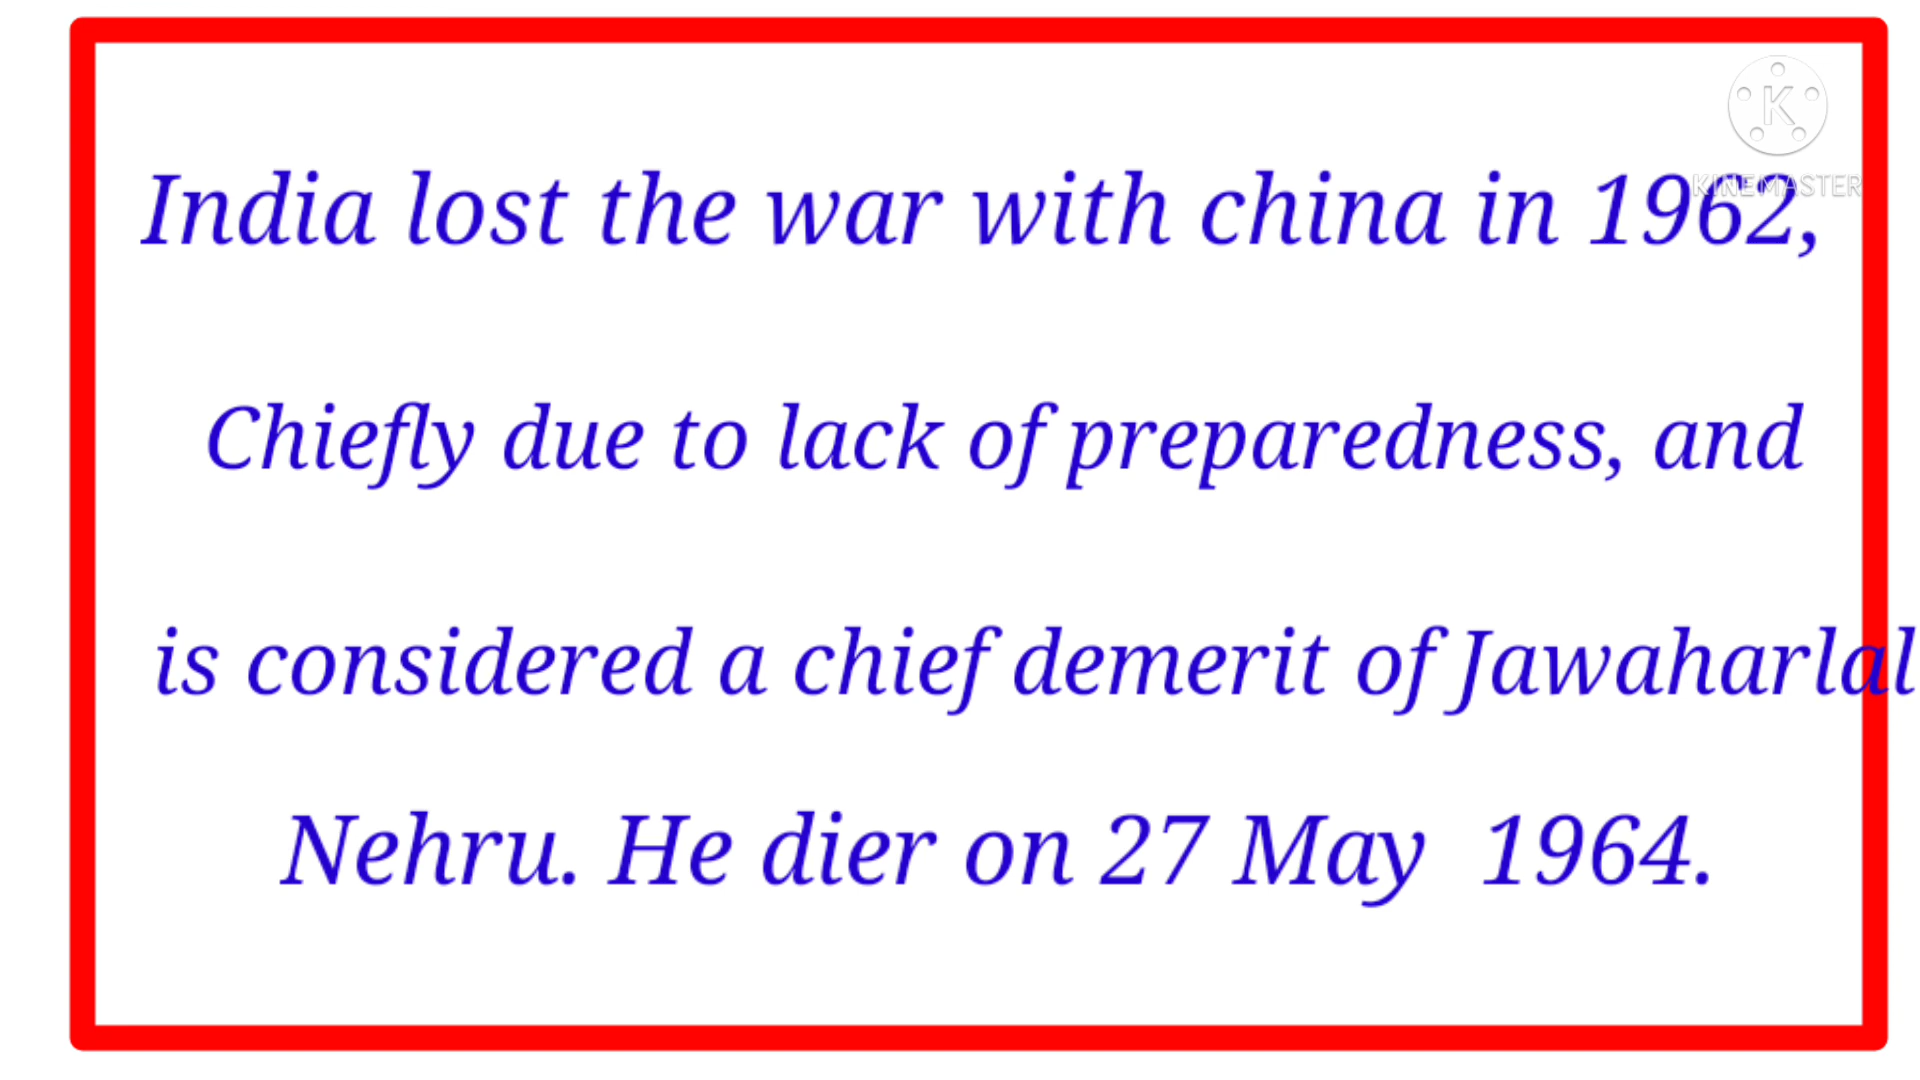 K
KINEMASTER
India lost the war with china in 1962,
Chiefly due to lack of preparedness, and
is considered a chief demerit of Jawaharlal
Nehru. He dier on 27 May 1964.